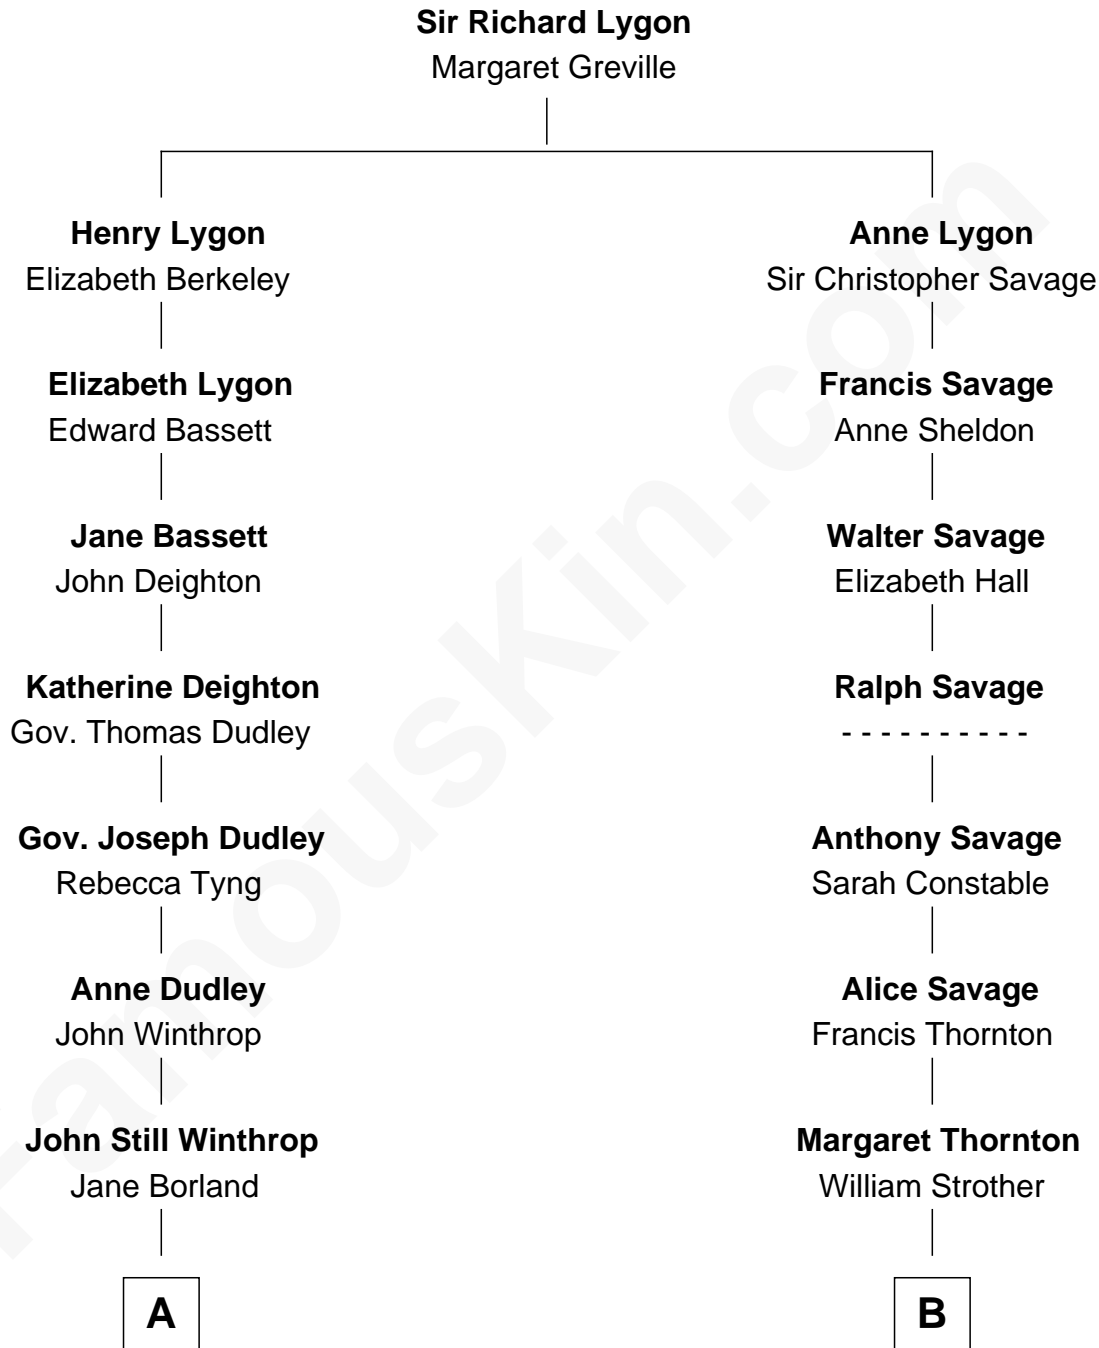 Sir Richard Lygon
Margaret Greville
Henry Lygon
Elizabeth Berkeley
Anne Lygon
Sir Christopher Savage
Elizabeth Lygon
Edward Bassett
Francis Savage
Anne Sheldon
Jane Bassett
John Deighton
Walter Savage
Elizabeth Hall
Katherine Deighton
Gov. Thomas Dudley
Ralph Savage
- - - - - - - - - -
Gov. Joseph Dudley
Rebecca Tyng
Anthony Savage
Sarah Constable
Anne Dudley
John Winthrop
Alice Savage
Francis Thornton
John Still Winthrop
Jane Borland
Margaret Thornton
William Strother
A
B
FamousKin.com